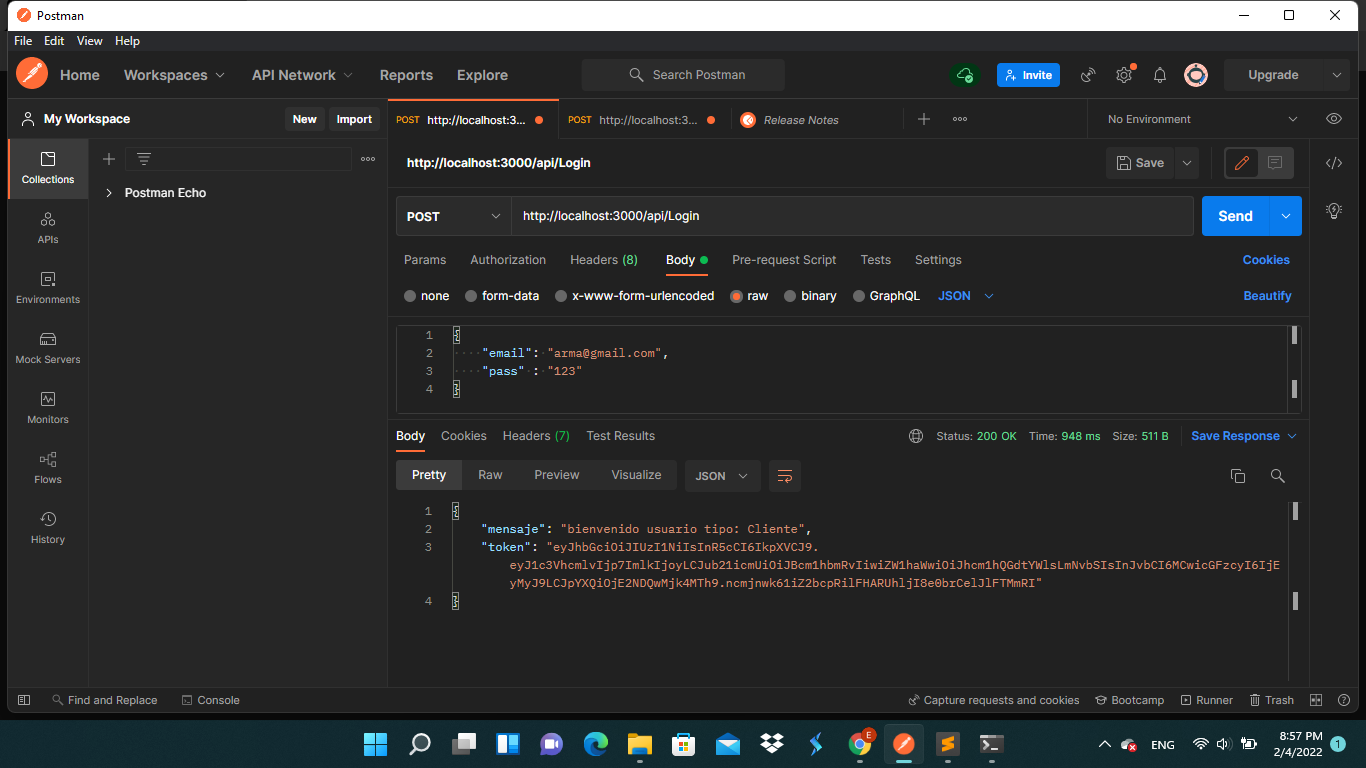 Postman
File Edit View Help
Home Workspaces API Network Reports Explore Search Postman Invite Upgrade
My Workspace New Import
POST http://localhost:3... POST http://localhost:3... Release Notes ooo No Environment
Collections
APIs
Environments
Mock Servers
Monitors
Flows
History
Postman Echo
http://localhost:3000/api/Login Save
POST http://localhost:3000/api/Login Send
Params Authorization Headers (8) Body Pre-request Script Tests Settings Cookies
none form-data x-www-form-urlencoded raw binary GraphQL JSON Beautify
1 {
2 "email": "arma@gmail.com",
3 "pass" : "123"
4 }
Body Cookies Headers (7) Test Results Status: 200 OK Time: 948 ms Size: 511 B Save Response
Pretty Raw Preview Visualize JSON
1 {
2 "mensaje": "bienvenido usuario tipo: Cliente",
3 "token": "eyJhbGciOiJIUzI1NiIsInR5cCI6IkpXVCJ9.
eyJ1c3VhcmlvIjp7ImlkIjoyLCJub21icmUiOiJBcm1hbmRvIiwiZW1haWwiOiJhcm1hQGdtYWlsLmNvbSIsInJvbCI6MCwicGFzcyI6IjE
yMyJ9LCJpYXQiOjE2NDQwMjk4MTh9.ncmjnwk61iZ2bcpRilFHARUhljI8e0brCelJlFTMmRI"
4 }
Find and Replace Console Capture requests and cookies Bootcamp Runner Trash
E ENG 8:57 PM 1
2/4/2022